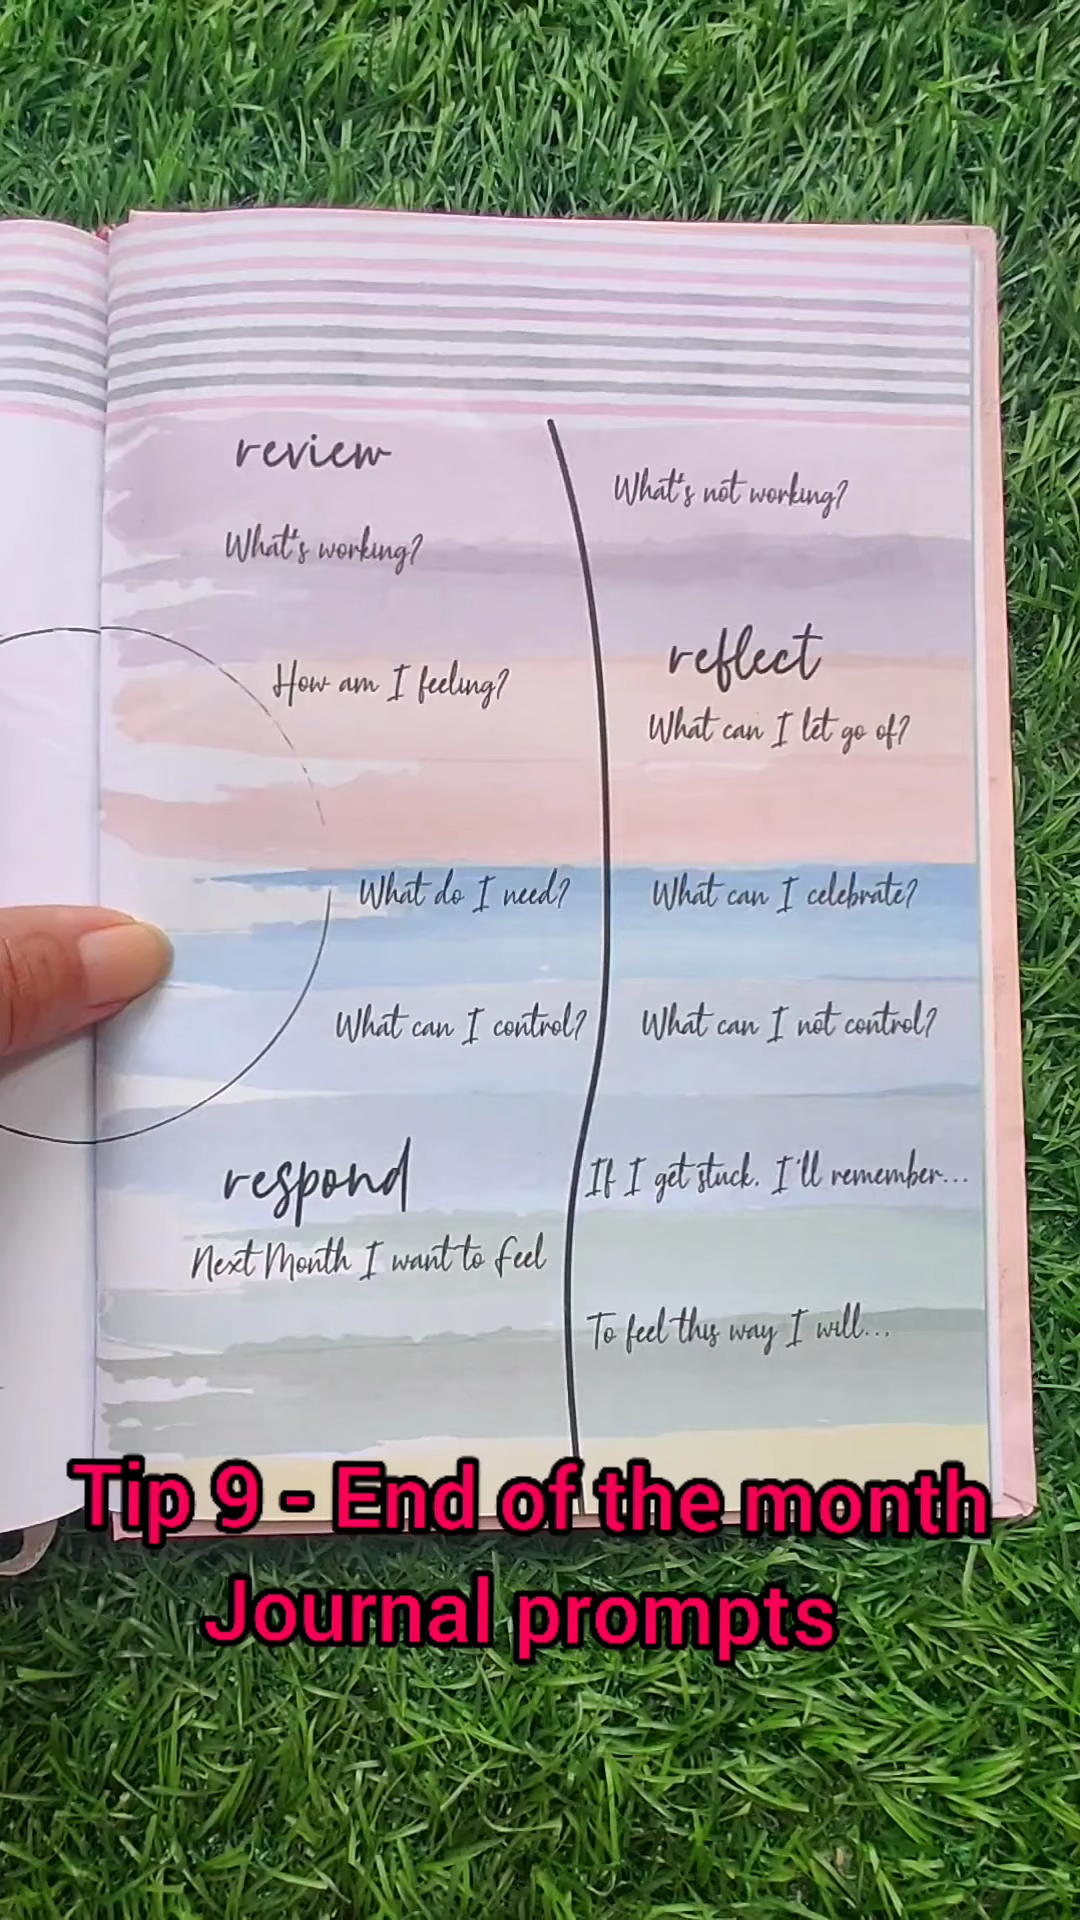 review
What's working?
What's not working?
How am I feeling?
reflect
What can I let go of?
What do I need?
What can I celebrate?
What can I control?
What can I not control?
respond
Next Month I want to feel
If I get stuck, I'll remember...
To feel this way I will...
Tip 9 - End of the month
Journal prompts